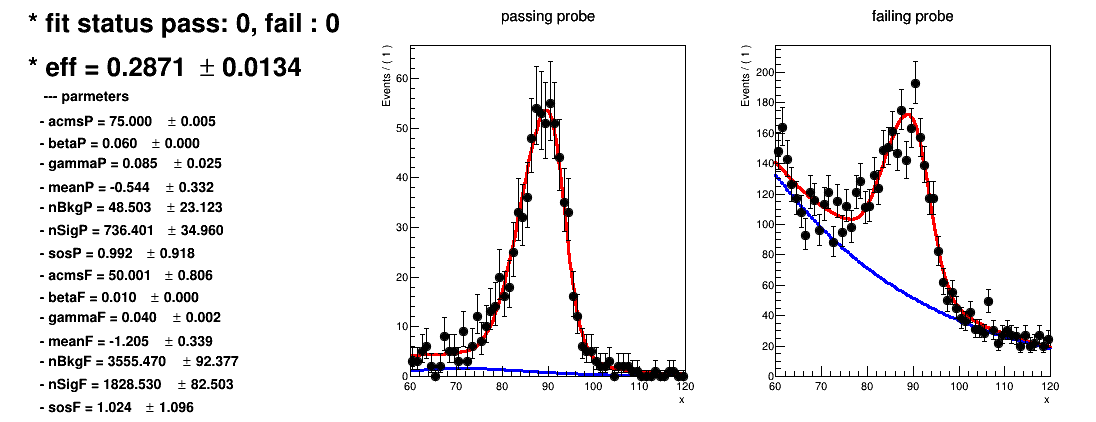 * fit status pass: 0, fail : 0
* eff = 0.2871 ± 0.0134
--- parmeters
- acmsP = 75.000 ± 0.005
- betaP = 0.060 ± 0.000
- gammaP = 0.085 ± 0.025
- meanP = -0.544 ± 0.332
- nBkgP = 48.503 ± 23.123
- nSigP = 736.401 ± 34.960
- sosP = 0.992 ± 0.918
- acmsF = 50.001 ± 0.806
- betaF = 0.010 ± 0.000
- gammaF = 0.040 ± 0.002
- meanF = -1.205 ± 0.339
- nBkgF = 3555.470 ± 92.377
- nSigF = 1828.530 ± 82.503
- sosF = 1.024 ± 1.096
passing probe
Events / ( 1 )
60
50
40
30
20
10
0
60 70 80 90 100 110 120
x
failing probe
Events / ( 1 )
200
180
160
140
120
100
80
60
40
20
0
60 70 80 90 100 110 120
x